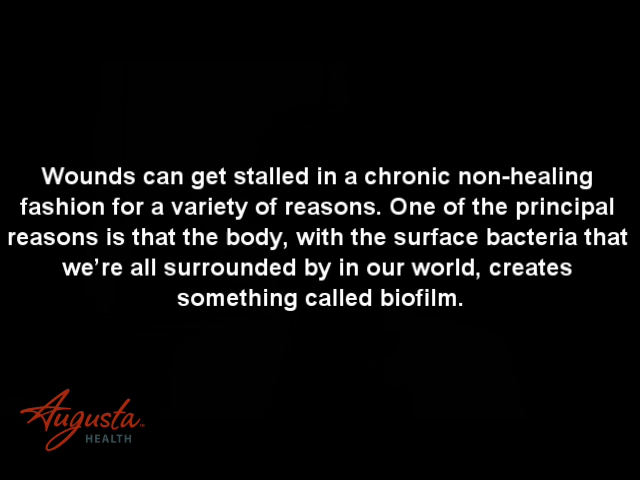 Wounds can get stalled in a chronic non-healing
fashion for a variety of reasons. One of the principal
reasons is that the body, with the surface bacteria that
we’re all surrounded by in our world, creates
something called biofilm.
Augusta™
HEALTH